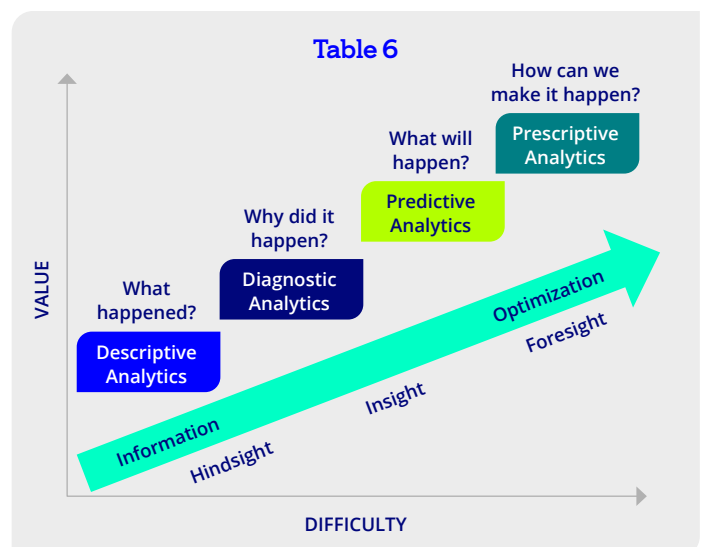 Table 6
How can we
make it happen?
Prescriptive
Analytics
What will
happen?
Predictive
Analytics
Why did it
happen?
Diagnostic
Analytics
What
happened?
Descriptive
Analytics
VALUE
Information
Optimization
Hindsight
Insight
Foresight
DIFFICULTY